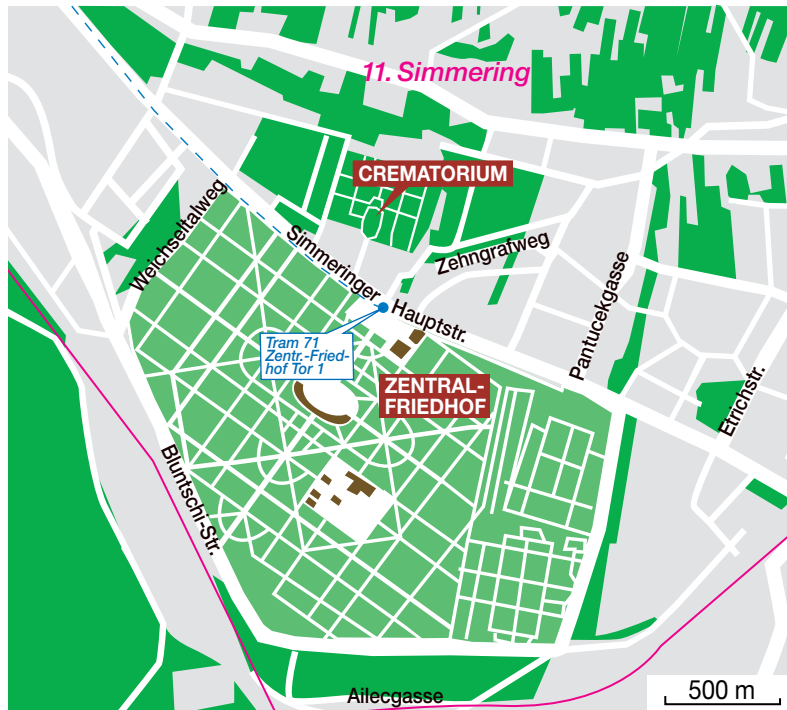 11. Simmering
CREMATORIUM
Weichseltalweg
Simmeringer Hauptstr.
Zehngrafweg
Pantucekgasse
Tram 71
Zentr.-Fried-
hof Tor 1
ZENTRAL-
FRIEDHOF
Etrichstr.
Bluntschi-Str.
Ailecgasse
500 m